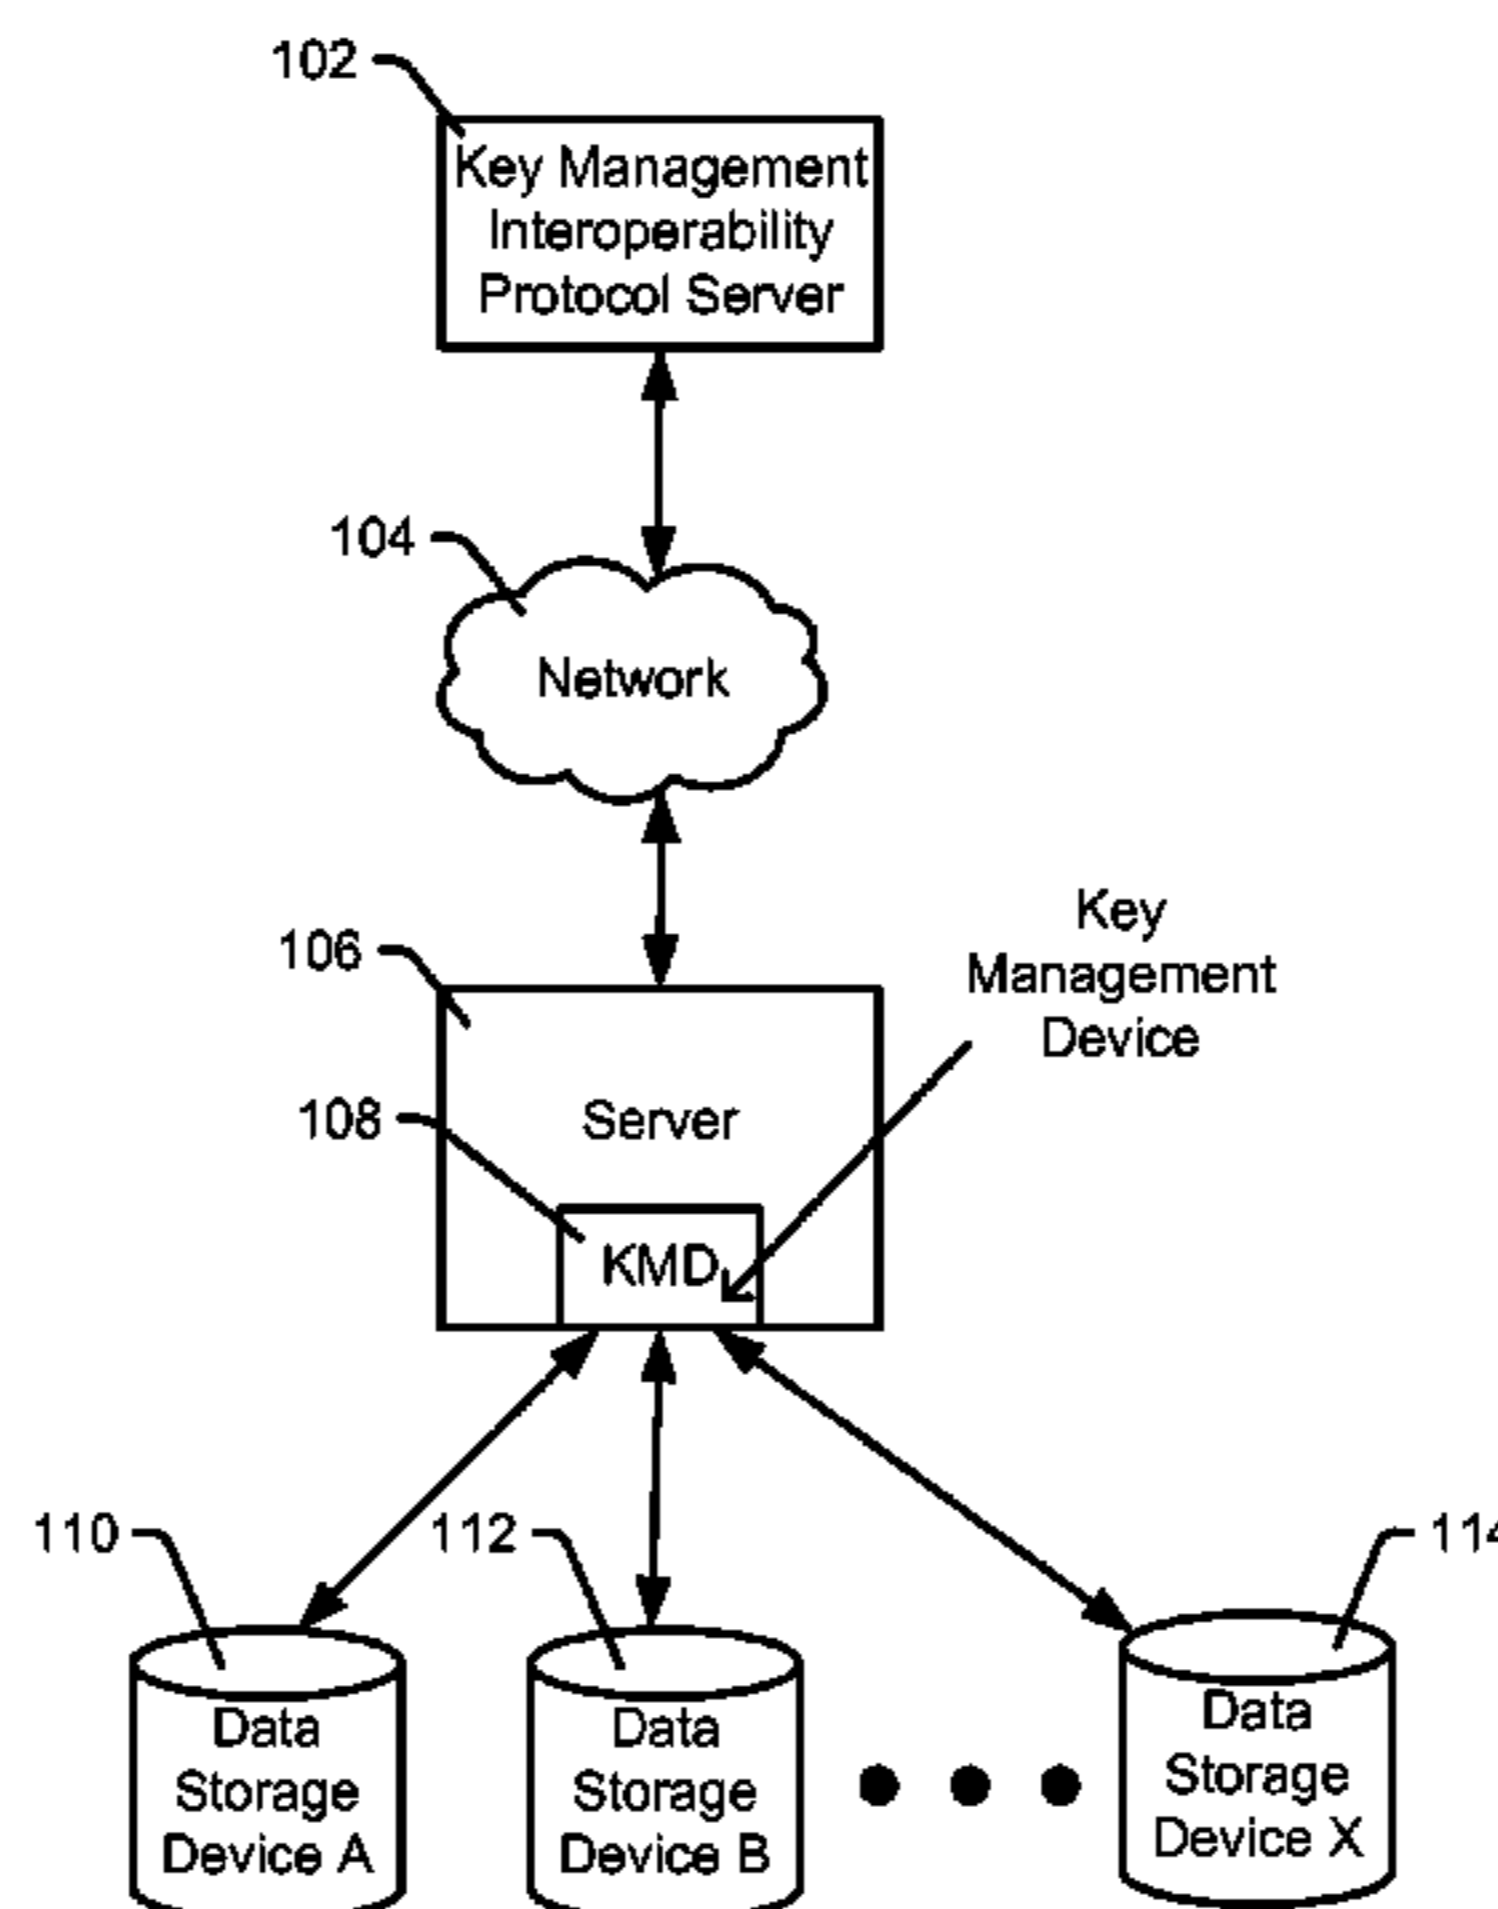 102
Key Management
Interoperability
Protocol Server
104
Network
106
Key
Management
Device
Server
108
KMD
110
112
114
Data
Storage
Device A
Data
Storage
Device B
Data
Storage
Device X